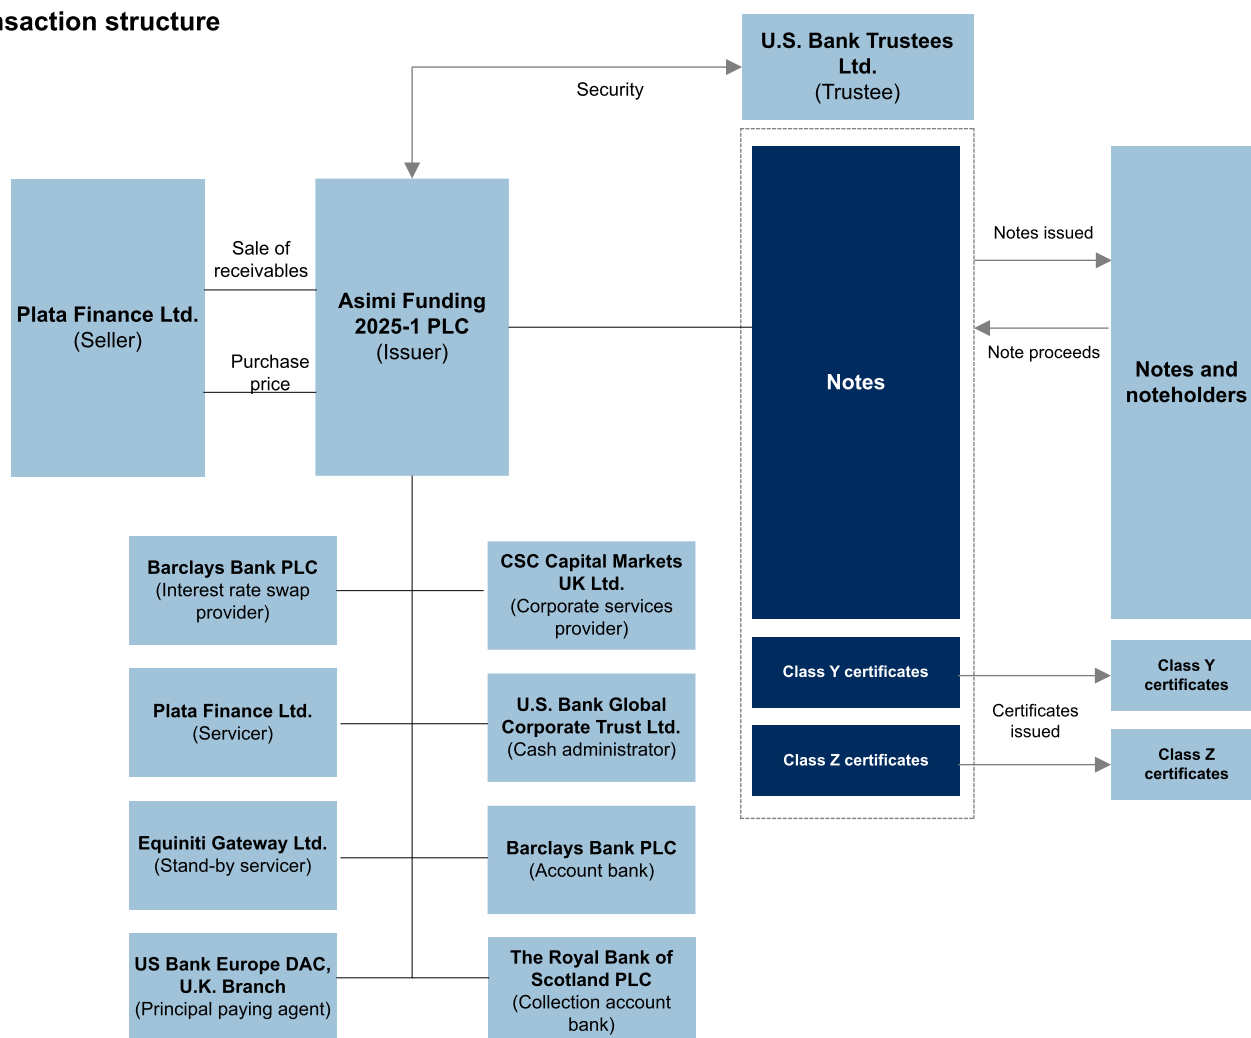 nsaction structure
U.S. Bank Trustees
Ltd.
(Trustee)
Security
Plata Finance Ltd.
(Seller)
Sale of
receivables
Purchase
price
Asimi Funding
2025-1 PLC
(Issuer)
Notes
Notes issued
Note proceeds
Notes and
noteholders
Barclays Bank PLC
(Interest rate swap
provider)
CSC Capital Markets
UK Ltd.
(Corporate services
provider)
Class Y certificates
Class Y
certificates
Plata Finance Ltd.
(Servicer)
U.S. Bank Global
Corporate Trust Ltd.
(Cash administrator)
Certificates
issued
Class Z certificates
Class Z
certificates
Equiniti Gateway Ltd.
(Stand-by servicer)
Barclays Bank PLC
(Account bank)
US Bank Europe DAC,
U.K. Branch
(Principal paying agent)
The Royal Bank of
Scotland PLC
(Collection account
bank)